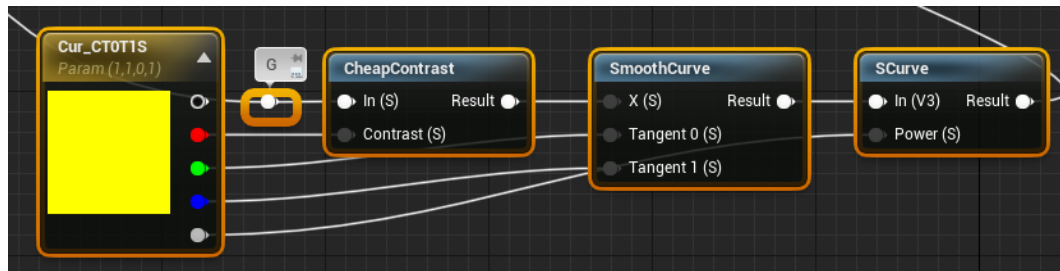 Cur_CT0T1S
Param (1,1,0,1)
G
CheapContrast
In (S) Result
Contrast (S)
SmoothCurve
X (S) Result
Tangent 0 (S)
Tangent 1 (S)
SCurve
In (V3) Result
Power (S)